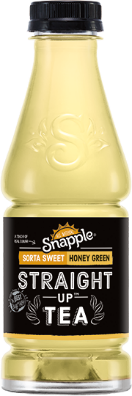 Snapple
SORTA SWEET HONEY GREEN
STRAIGHT
UP
TEA